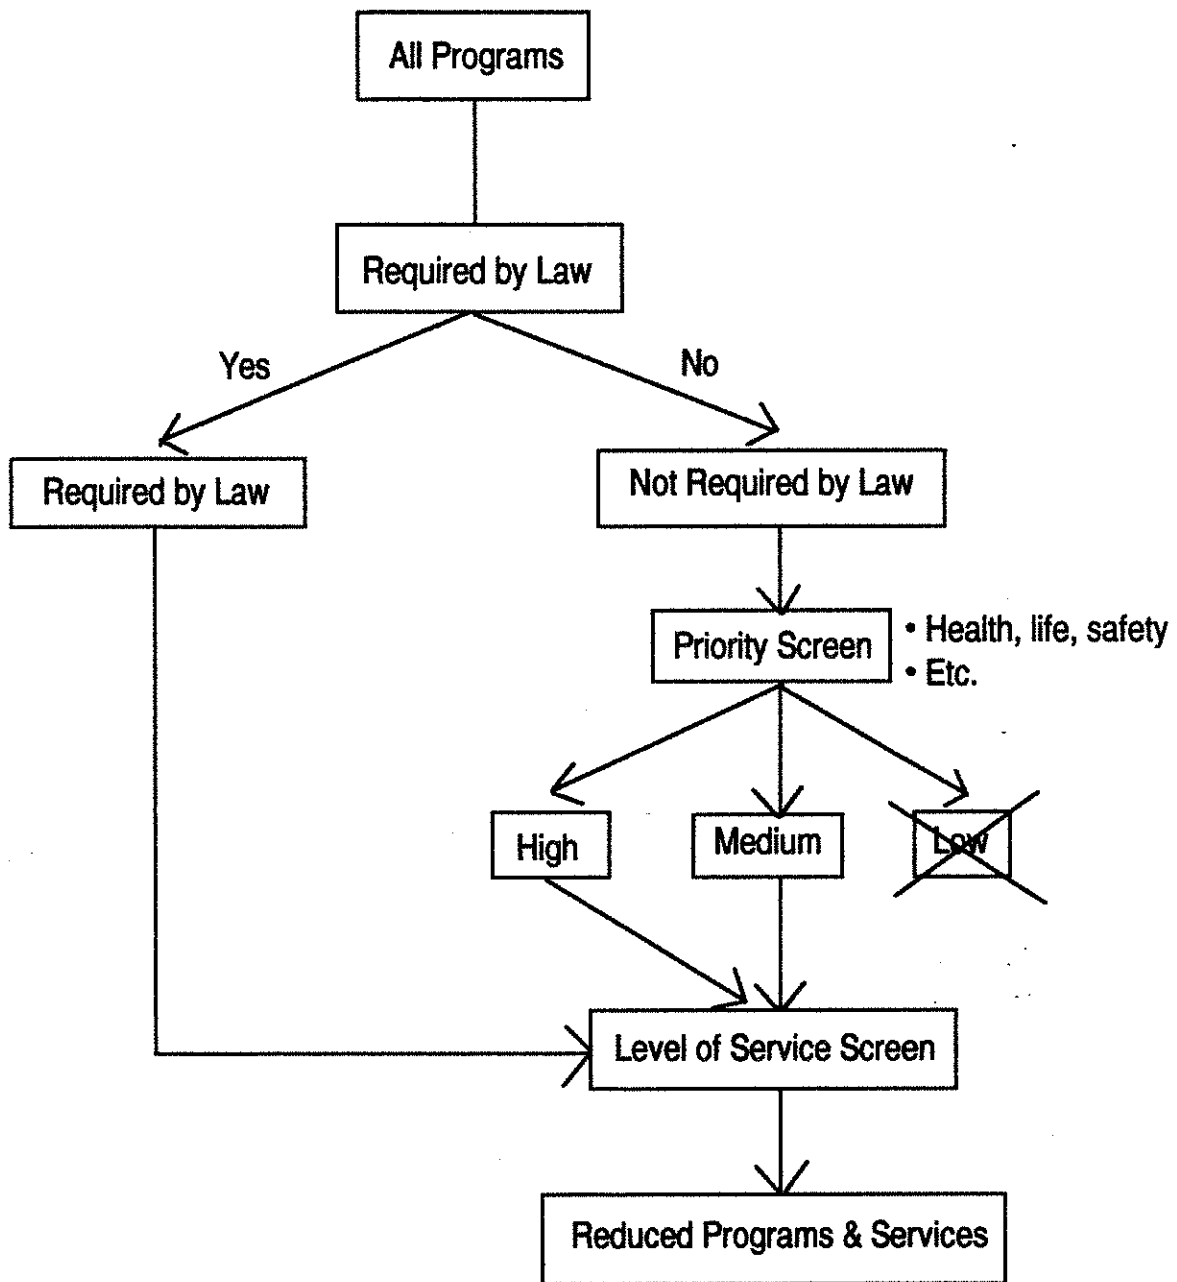 All Programs
Required by Law
Yes
No
Required by Law
Not Required by Law
Priority Screen
• Health, life, safety
• Etc.
High
Medium
Low
Level of Service Screen
Reduced Programs & Services